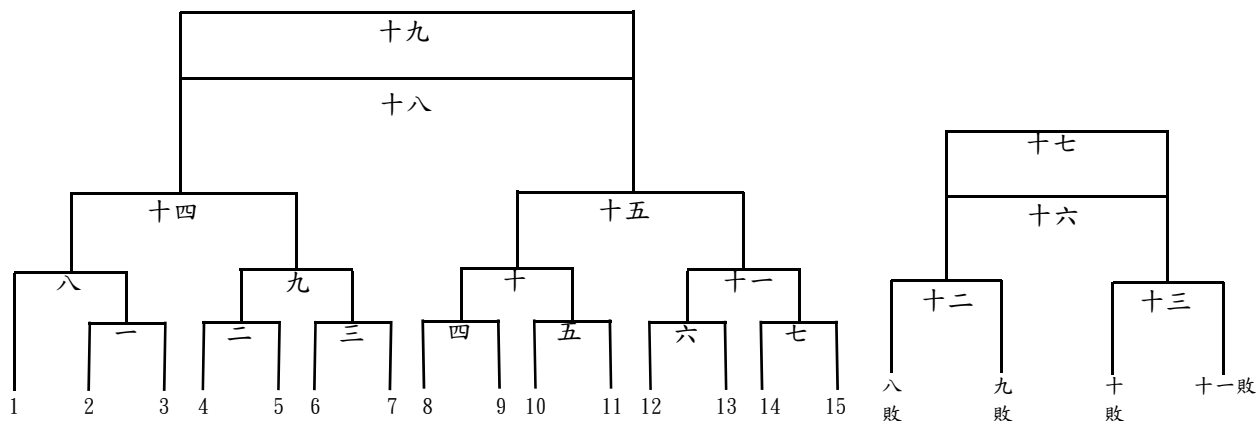 十九
十八
十七
十六
十四
十五
八
九
十
十一
十二
十三
一
二
三
四
五
六
七
1 2 3 4 5 6 7 8 9 10 11 12 13 14 15
八敗
九敗
十敗
十一敗